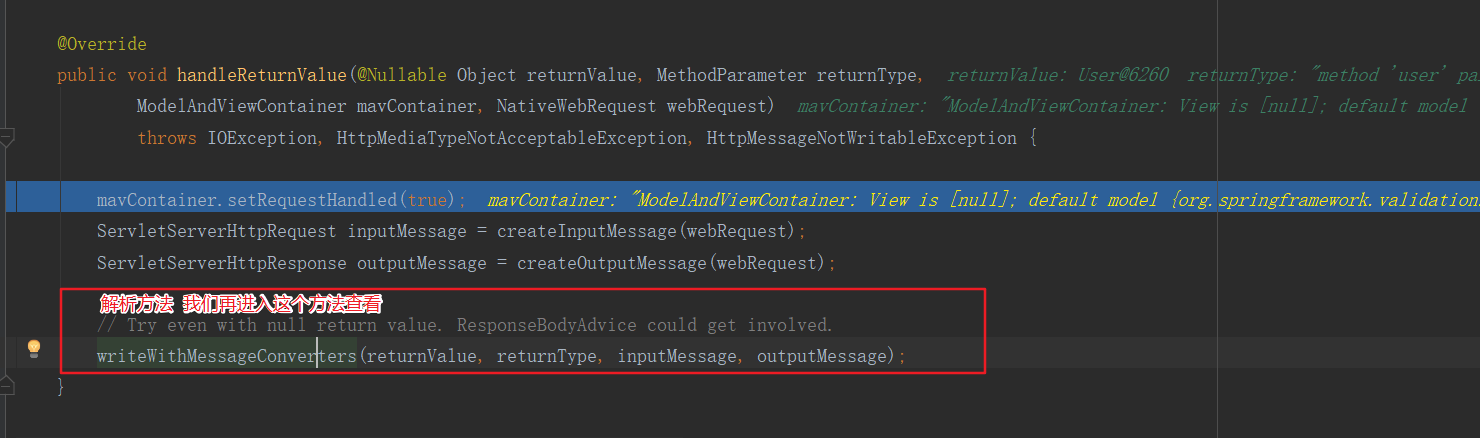 @Override
public void handleReturnValue(@Nullable Object returnValue, MethodParameter returnType,  returnValue: User@6260  returnType: "method 'user' pa
ModelAndViewContainer mavContainer, NativeWebRequest webRequest)  mavContainer: "ModelAndViewContainer: View is [null]; default model
throws IOException, HttpMediaTypeNotAcceptableException, HttpMessageNotWritableException {
mavContainer.setRequestHandled(true);  mavContainer: "ModelAndViewContainer: View is [null]; default model {org.springframework.validation
ServletServerHttpRequest inputMessage = createInputMessage(webRequest);
ServletServerHttpResponse outputMessage = createOutputMessage(webRequest);
解析方法 我们再进入这个方法查看
// Try even with null return value. ResponseBodyAdvice could get involved.
writeWithMessageConverters(returnValue, returnType, inputMessage, outputMessage);
}